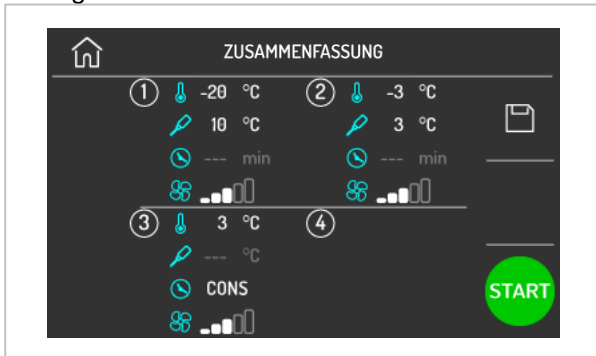 ZUSAMMENFASSUNG
1 -20 °C 2 -3 °C
10 °C 3 °C
--- min --- min
3 3 °C 4
--- °C
CONS
START